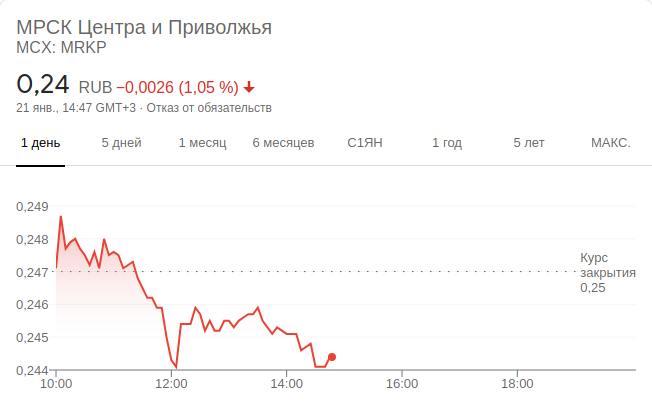 МРСК Центра и Приволжья
MCX: MRKP
0,24 RUB −0,0026 (1,05 %)
21 янв., 14:47 GMT+3 · Отказ от обязательств
1 день 5 дней 1 месяц 6 месяцев С1ЯН 1 год 5 лет МАКС.
0,249
0,248
0,247
0,246
0,245
0,244
Курс
закрытия
0,25
10:00 12:00 14:00 16:00 18:00